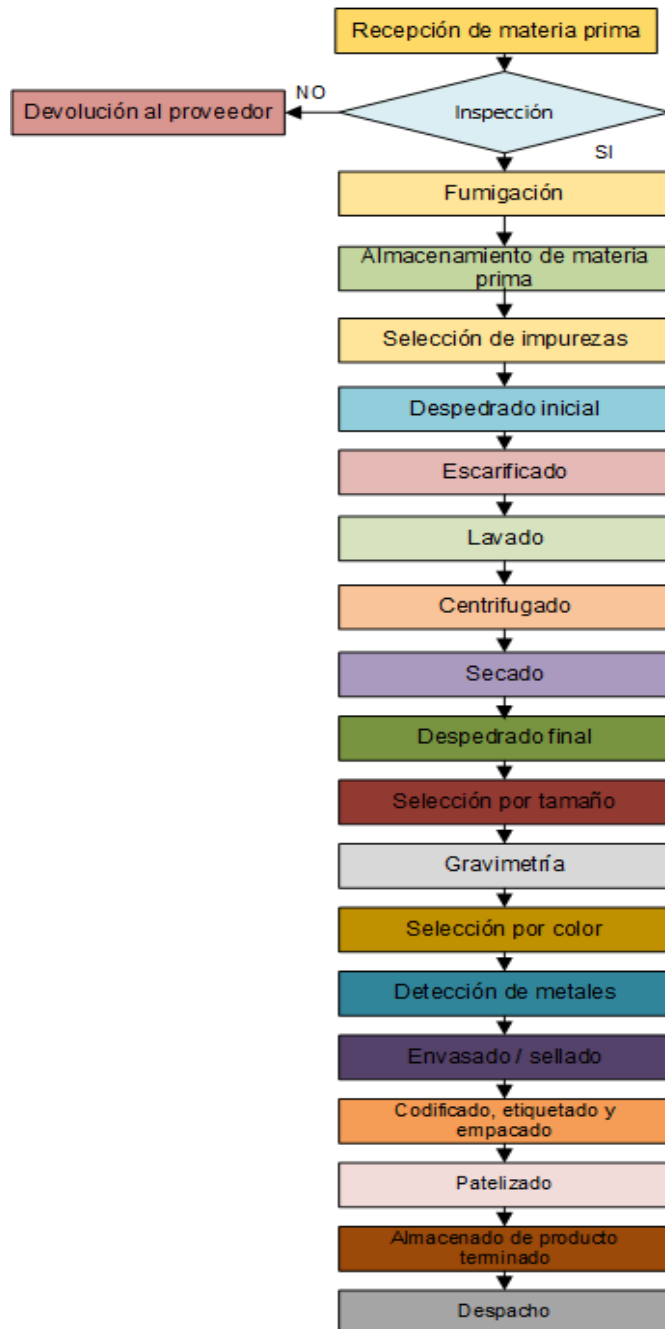 Recepción de materia prima
NO
Devolución al proveedor
Inspección
SI
Fumigación
Almacenamiento de materia
prima
Selección de impurezas
Despedrado inicial
Escarificado
Lavado
Centrifugado
Secado
Despedrado final
Selección por tamaño
Gravimetría
Selección por color
Detección de metales
Envasado / sellado
Codificado, etiquetado y
empacado
Patelizado
Almacenado de producto
terminado
Despacho